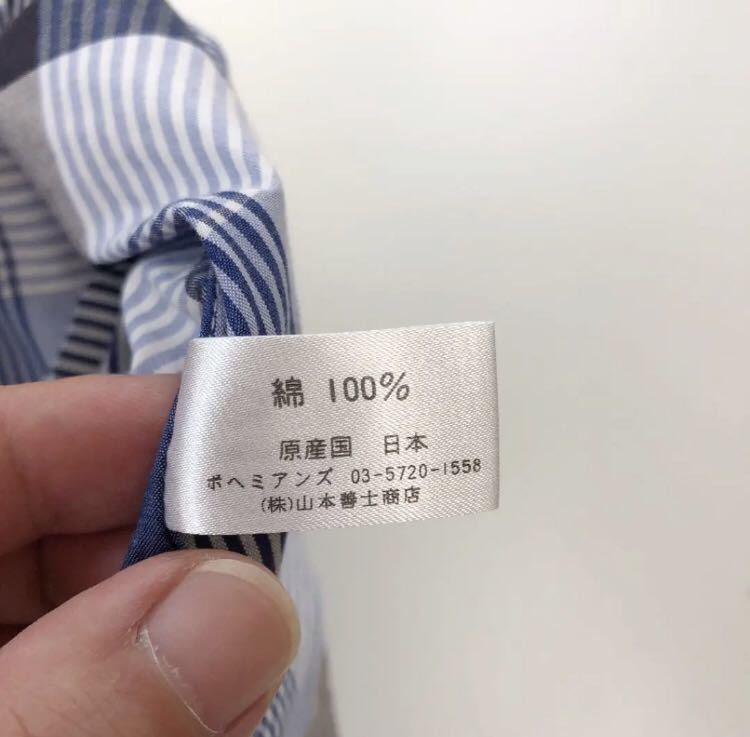 綿 100%
原産国 日本
ボヘミアンズ 03-5720-1558
(株)山本善士商店